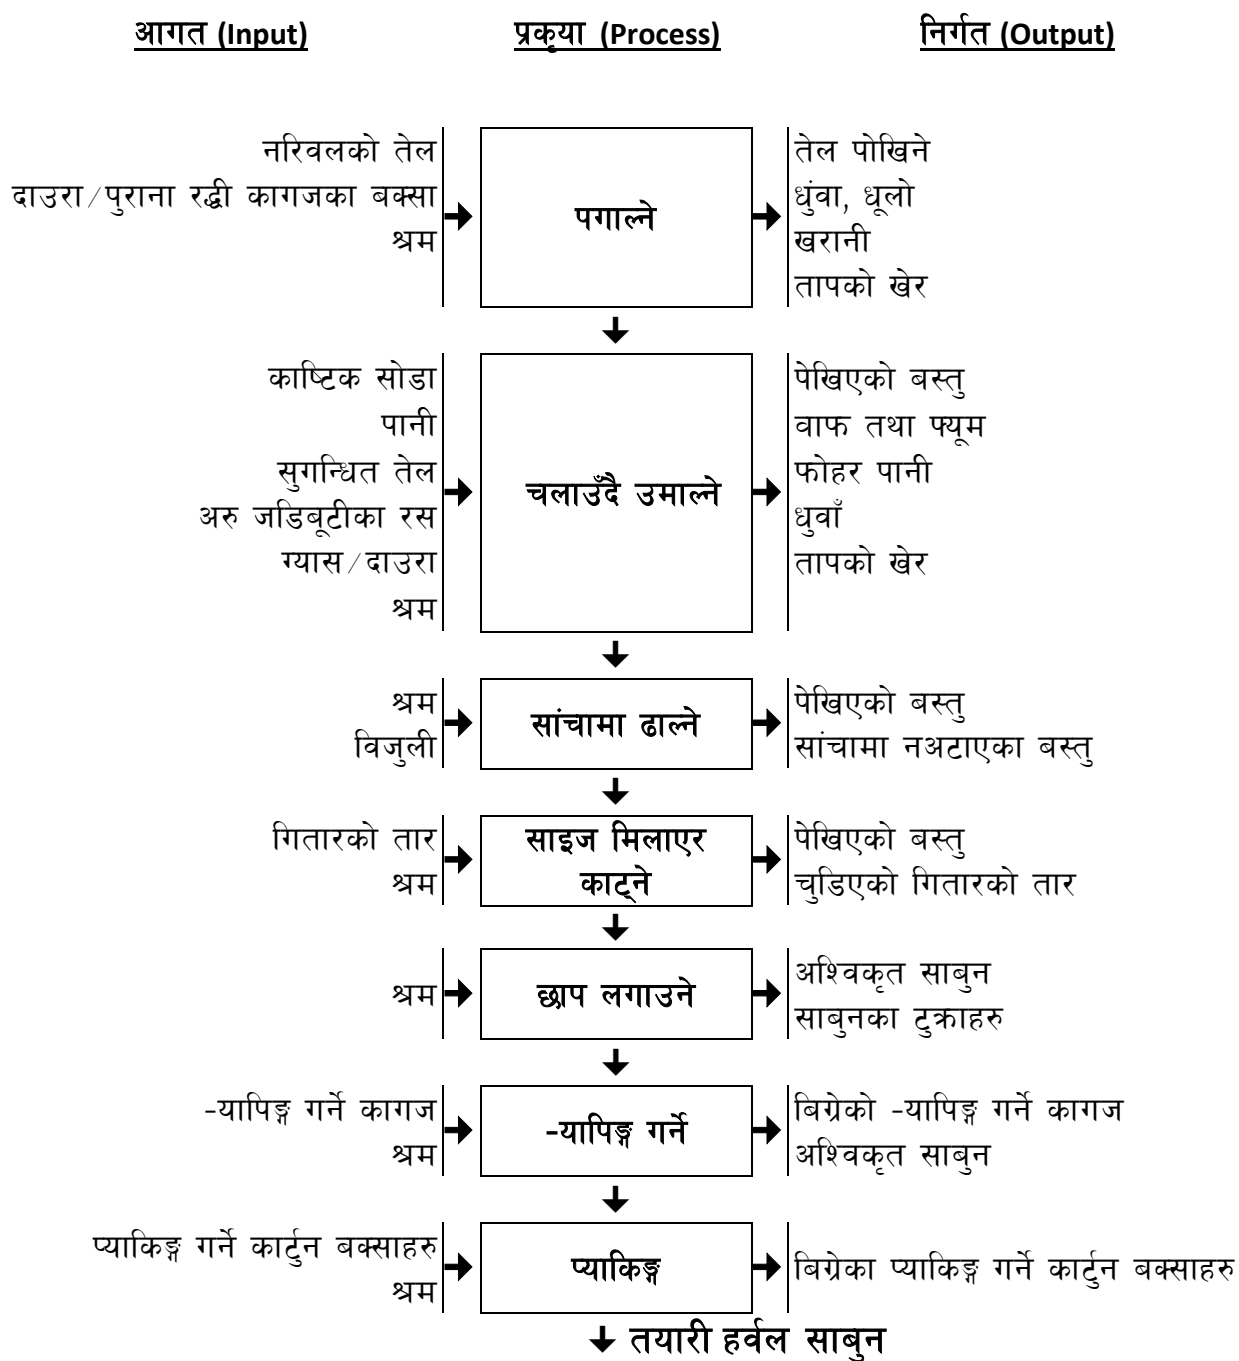 आगत (Input) प्रकृया (Process) निर्गत (Output)
नरिवलको तेल
दाउरा/पुराना रद्धी कागजका बक्सा
श्रम
पगाल्ने
तेल पोखिने
धुंवा, धूलो
खरानी
तापको खेर
काष्टिक सोडा
पानी
सुगन्धित तेल
अरु जडिबूटीका रस
ग्यास/दाउरा
श्रम
चलाउँदै उमाल्ने
पेखिएको बस्तु
वाफ तथा फ्यूम
फोहर पानी
धुवाँ
तापको खेर
श्रम
विजुली
सांचामा ढाल्ने
पेखिएको बस्तु
सांचामा नअटाएका बस्तु
गितारको तार
श्रम
साइज मिलाएर
काट्ने
पेखिएको बस्तु
चुडिएको गितारको तार
श्रम
छाप लगाउने
अश्विकृत साबुन
साबुनका टुक्राहरु
-यापिङ्ग गर्ने कागज
श्रम
-यापिङ्ग गर्ने
बिग्रेको -यापिङ्ग गर्ने कागज
अश्विकृत साबुन
प्याकिङ्ग गर्ने कार्टुन बक्साहरु
श्रम
प्याकिङ्ग
बिग्रेका प्याकिङ्ग गर्ने कार्टुन बक्साहरु
तयारी हर्वल साबुन